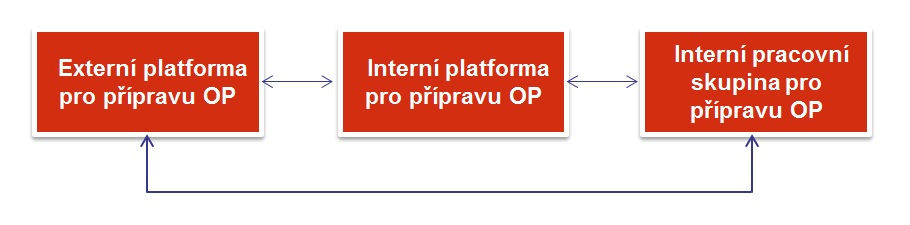 Externí platforma
pro přípravu OP
Interní platforma
pro přípravu OP
Interní pracovní
skupina pro
přípravu OP